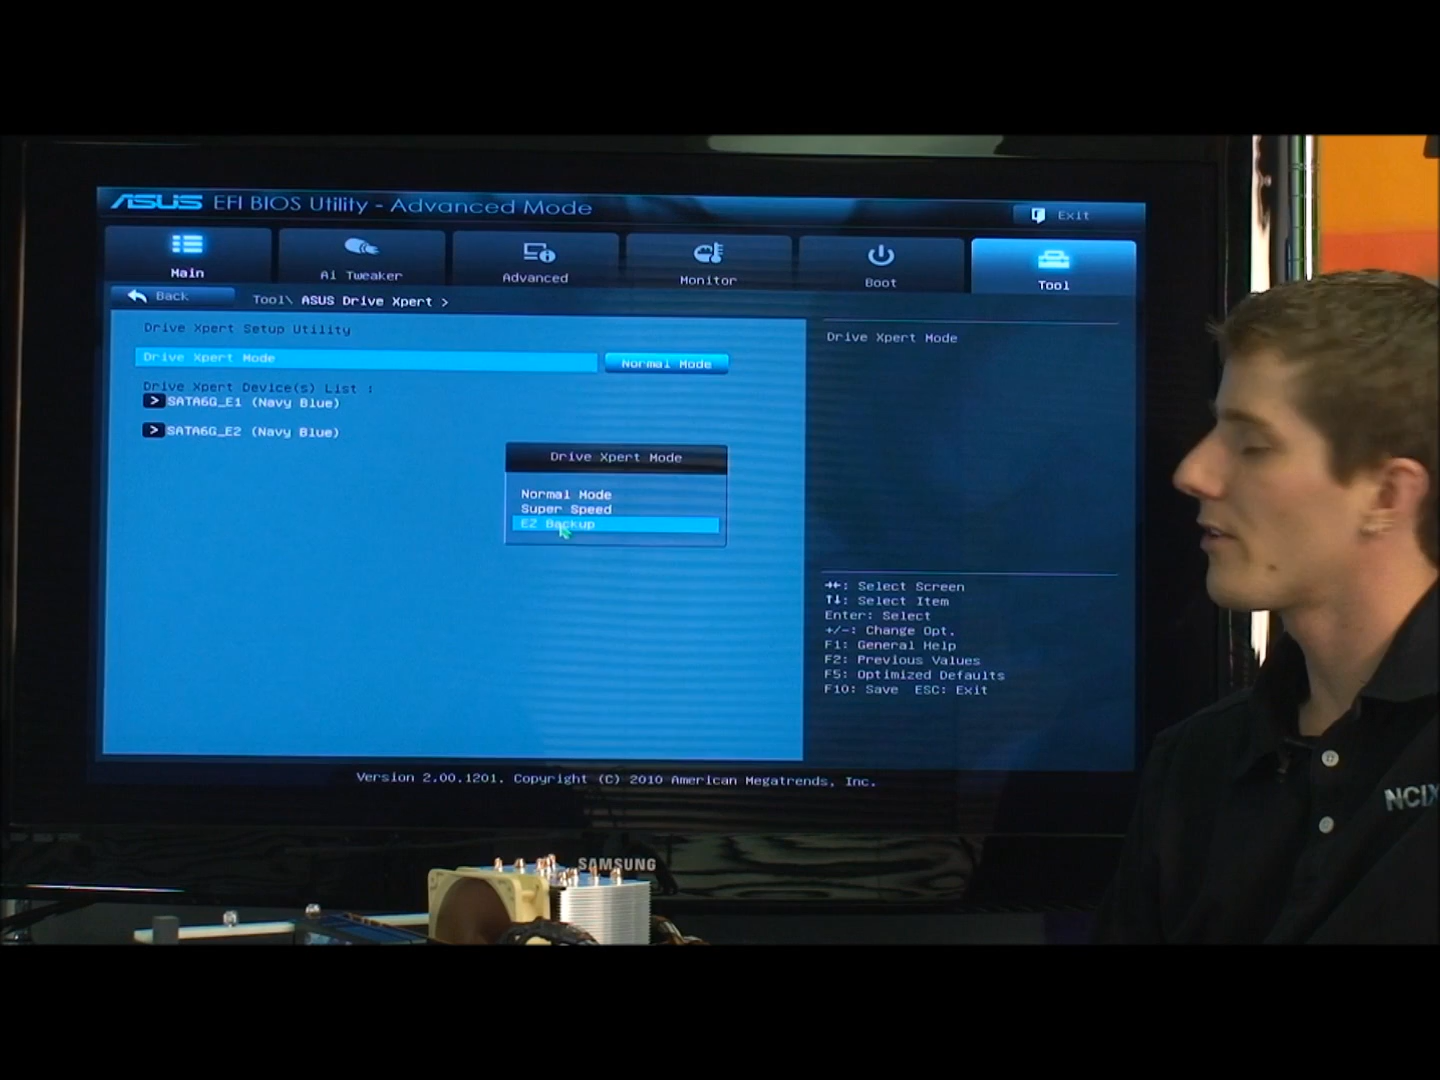 ASUS EFI BIOS Utility - Advanced Mode
Exit
Main
Ai Tweaker
Advanced
Monitor
Boot
Tool
Back
Tool\ ASUS Drive Xpert >
Drive Xpert Setup Utility
Drive Xpert Mode
Normal Mode
Drive Xpert Device(s) List :
> SATA6G_E1 (Navy Blue)
> SATA6G_E2 (Navy Blue)
Drive Xpert Mode
Normal Mode
Super Speed
EZ Backup
Drive Xpert Mode
→←: Select Screen
↑↓: Select Item
Enter: Select
+/-: Change Opt.
F1: General Help
F2: Previous Values
F5: Optimized Defaults
F10: Save ESC: Exit
Version 2.00.1201. Copyright (C) 2010 American Megatrends, Inc.
SAMSUNG
NCIX